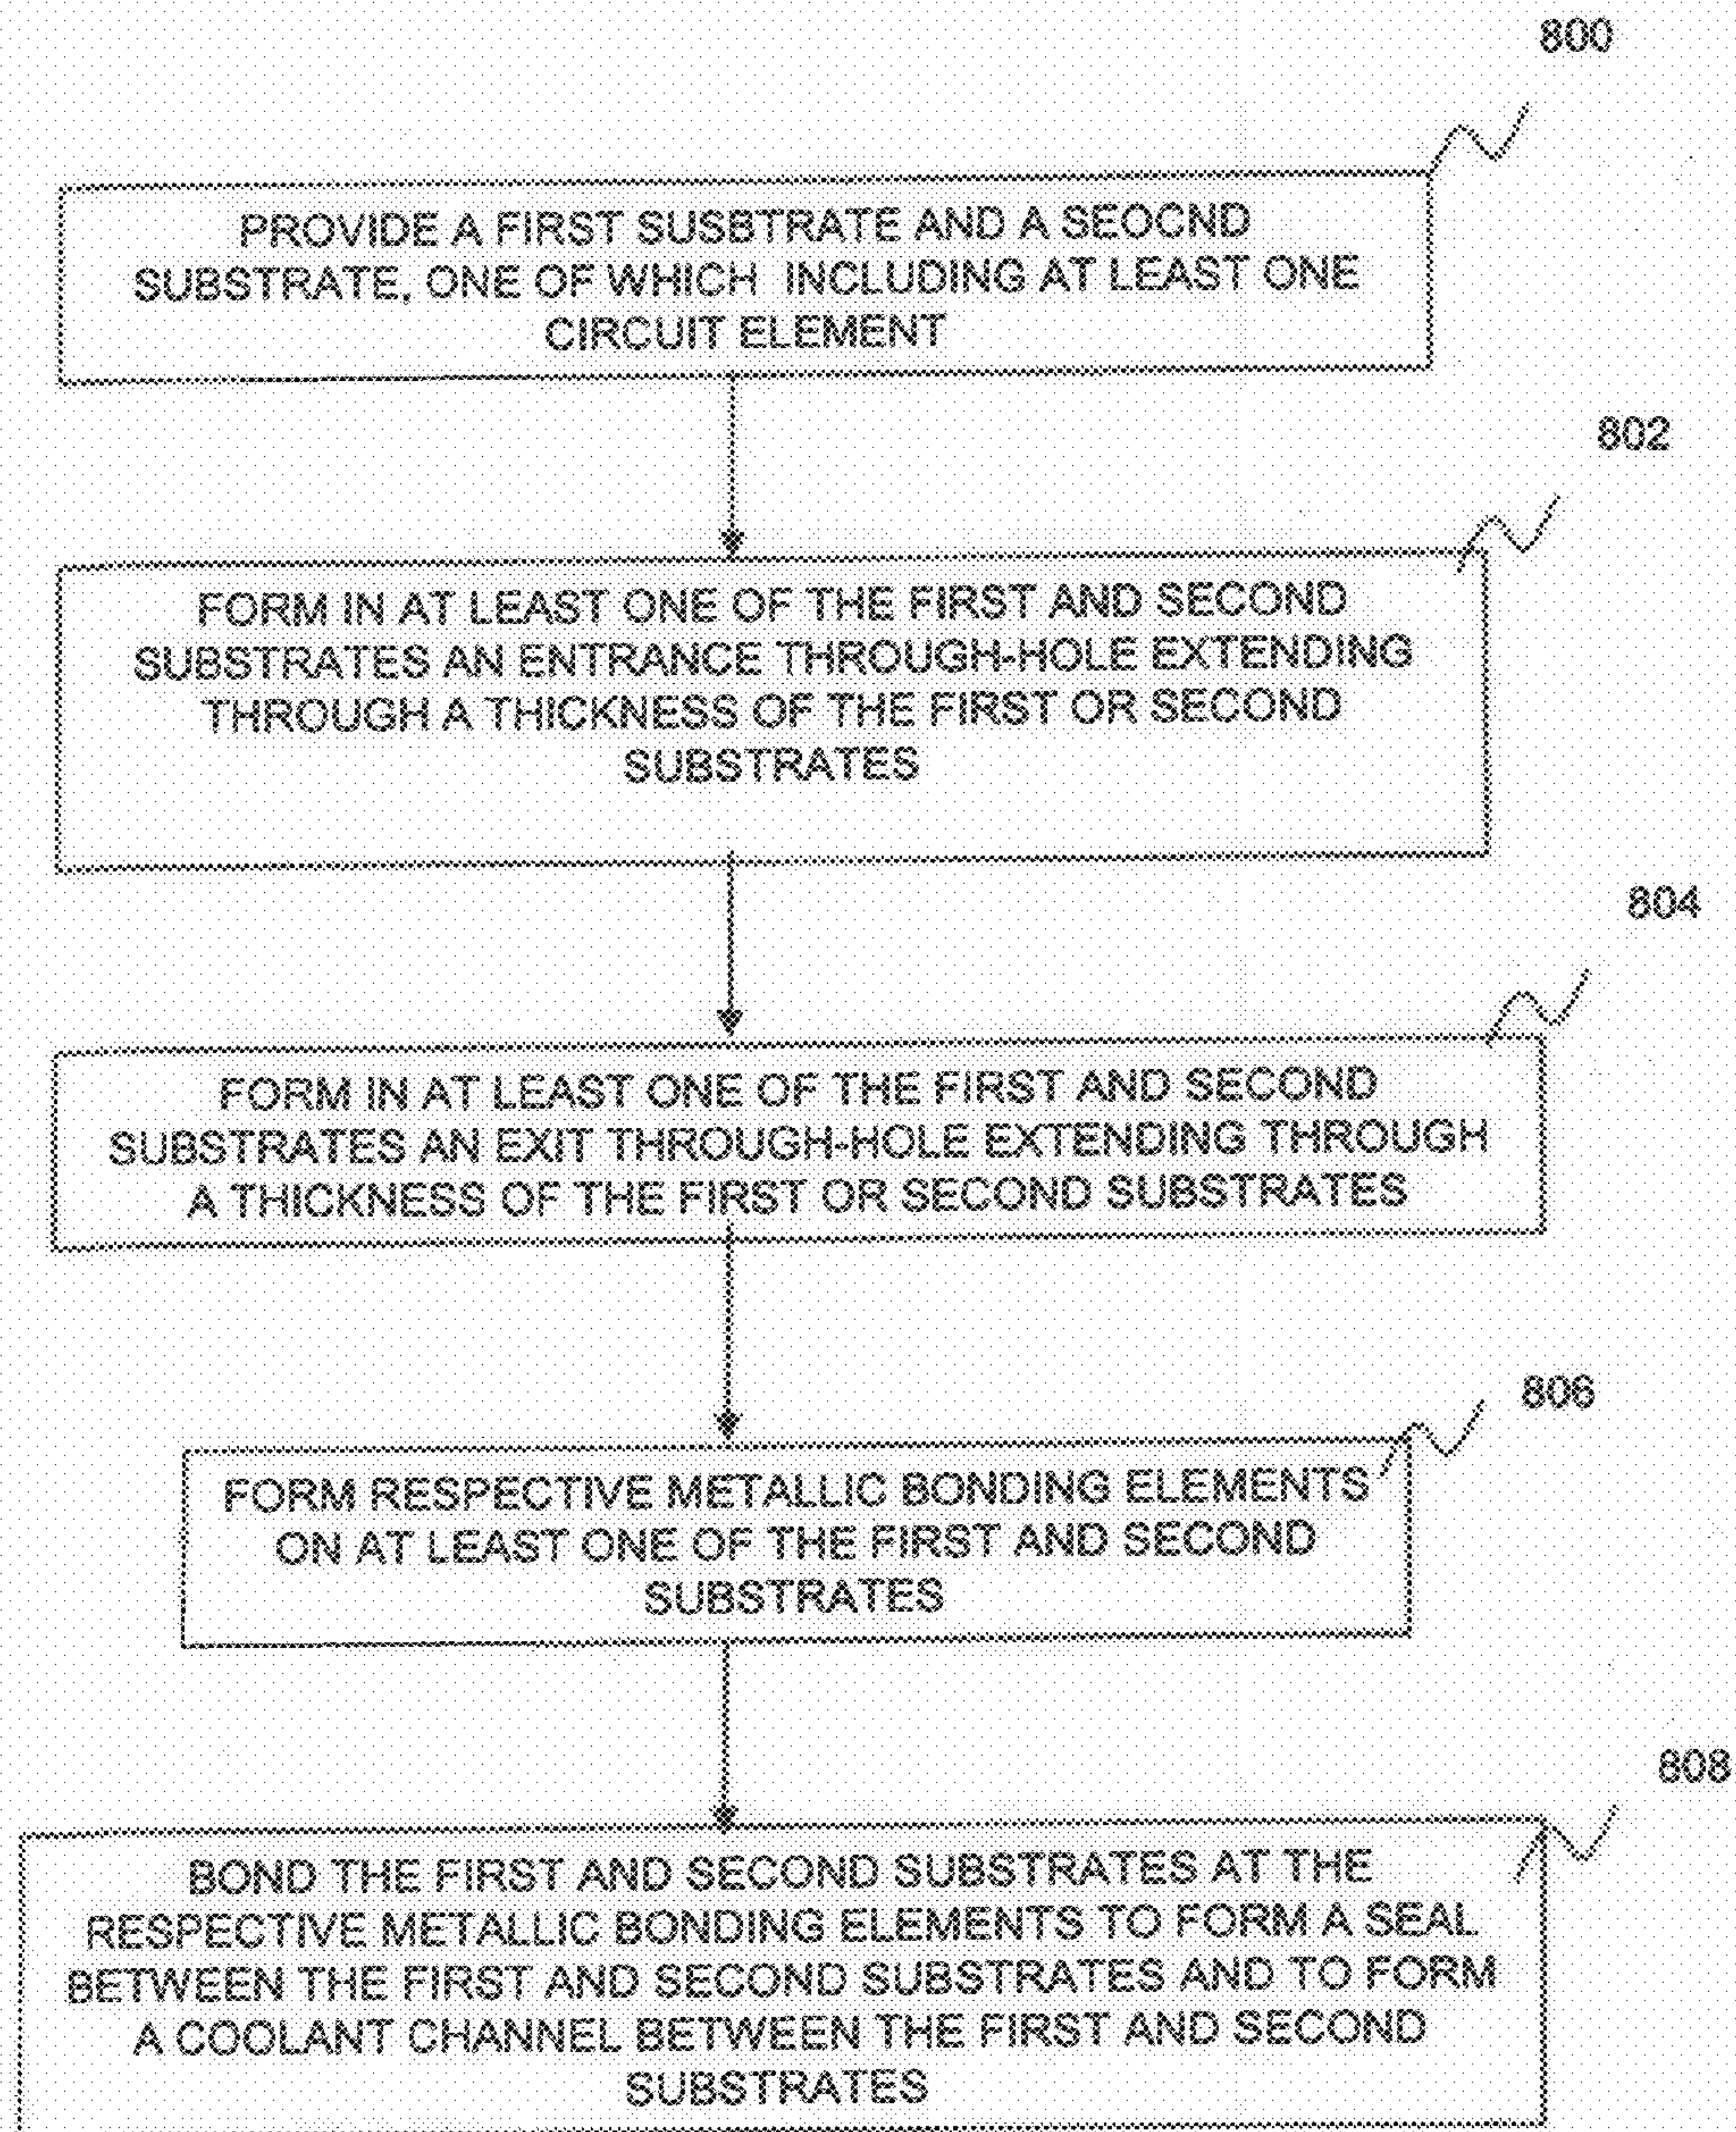 800
PROVIDE A FIRST SUSBTRATE AND A SEOCND
SUBSTRATE, ONE OF WHICH INCLUDING AT LEAST ONE
CIRCUIT ELEMENT
802
FORM IN AT LEAST ONE OF THE FIRST AND SECOND
SUBSTRATES AN ENTRANCE THROUGH-HOLE EXTENDING
THROUGH A THICKNESS OF THE FIRST OR SECOND
SUBSTRATES
804
FORM IN AT LEAST ONE OF THE FIRST AND SECOND
SUBSTRATES AN EXIT THROUGH-HOLE EXTENDING THROUGH
A THICKNESS OF THE FIRST OR SECOND SUBSTRATES
806
FORM RESPECTIVE METALLIC BONDING ELEMENTS
ON AT LEAST ONE OF THE FIRST AND SECOND
SUBSTRATES
808
BOND THE FIRST AND SECOND SUBSTRATES AT THE
RESPECTIVE METALLIC BONDING ELEMENTS TO FORM A SEAL
BETWEEN THE FIRST AND SECOND SUBSTRATES AND TO FORM
A COOLANT CHANNEL BETWEEN THE FIRST AND SECOND
SUBSTRATES